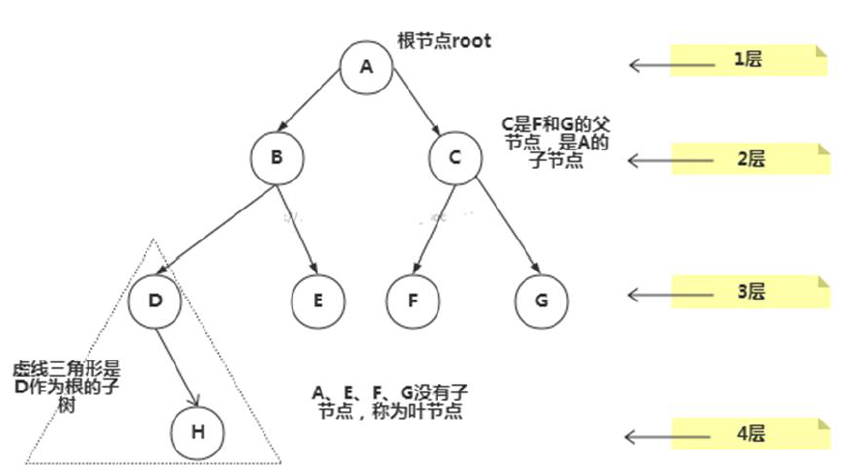 根节点root
A
1层
C是F和G的父
节点，是A的
子节点
B
C
2层
D
E
F
G
3层
虚线三角形是
D作为根的子
树
A、E、F、G没有子
节点，称为叶节点
H
4层